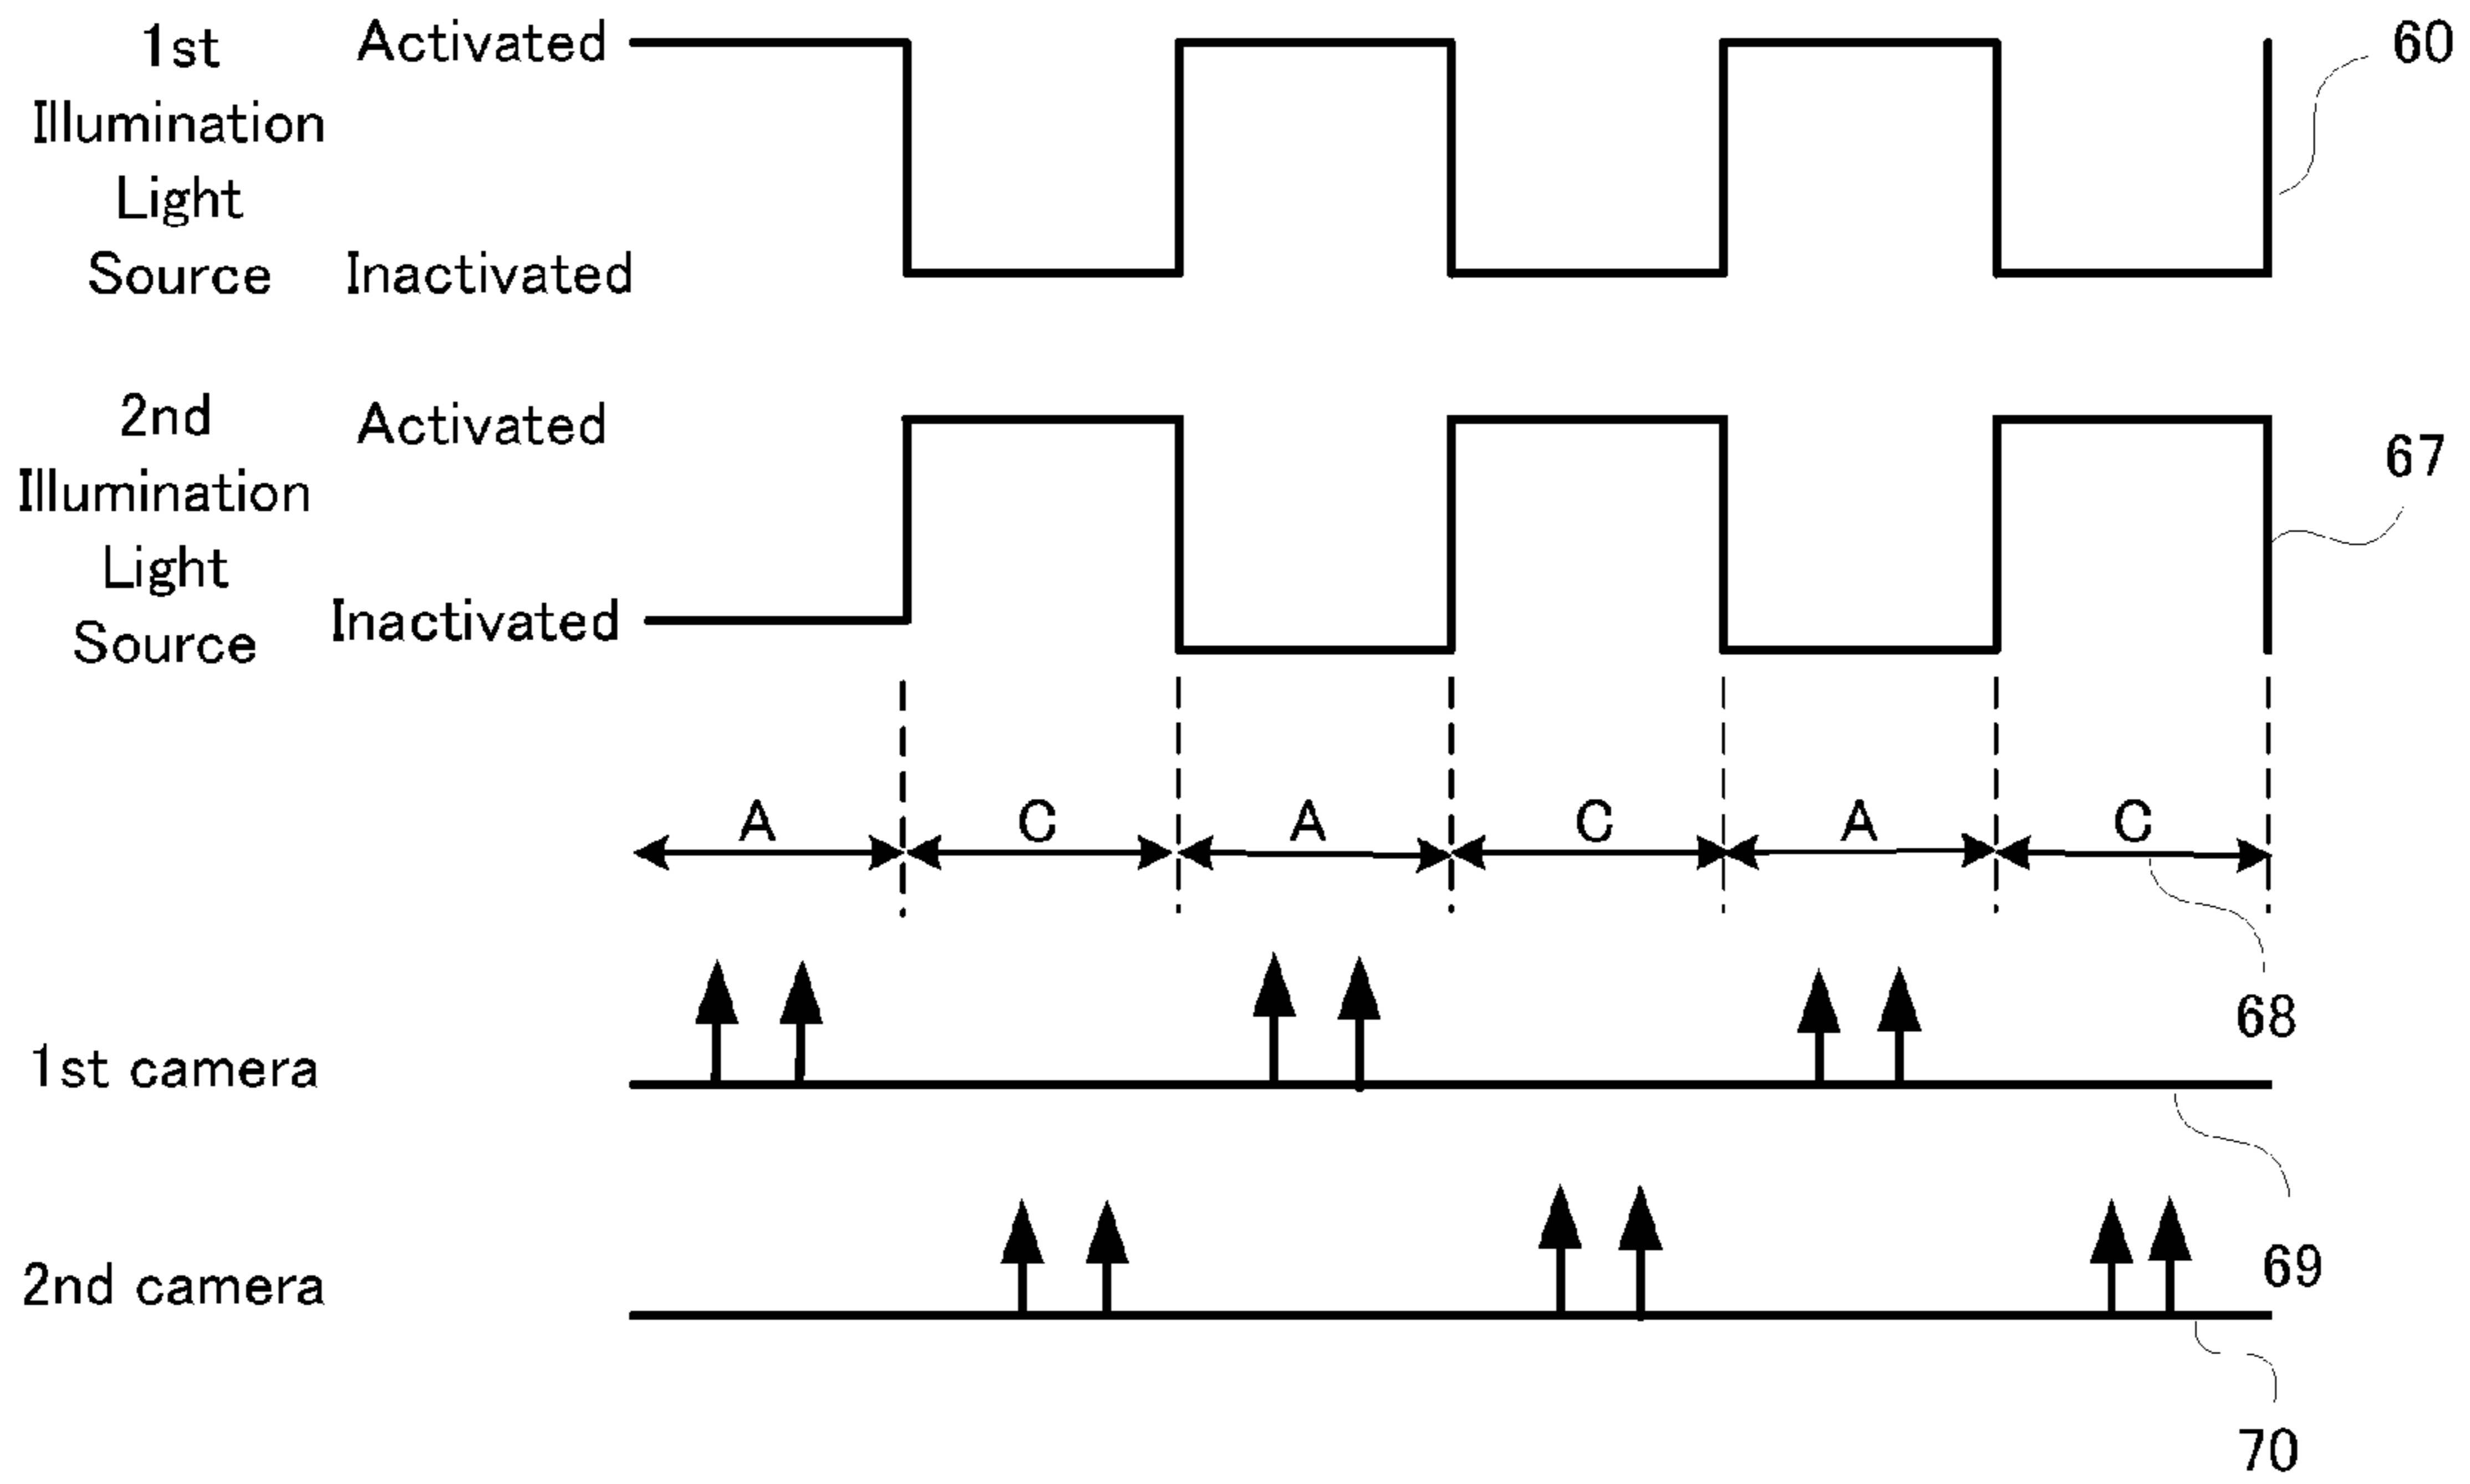 1st
Illumination
Light
Source
Activated
Inactivated
60
2nd
Illumination
Light
Source
Activated
Inactivated
67
A C A C A C
68
1st camera
69
2nd camera
70